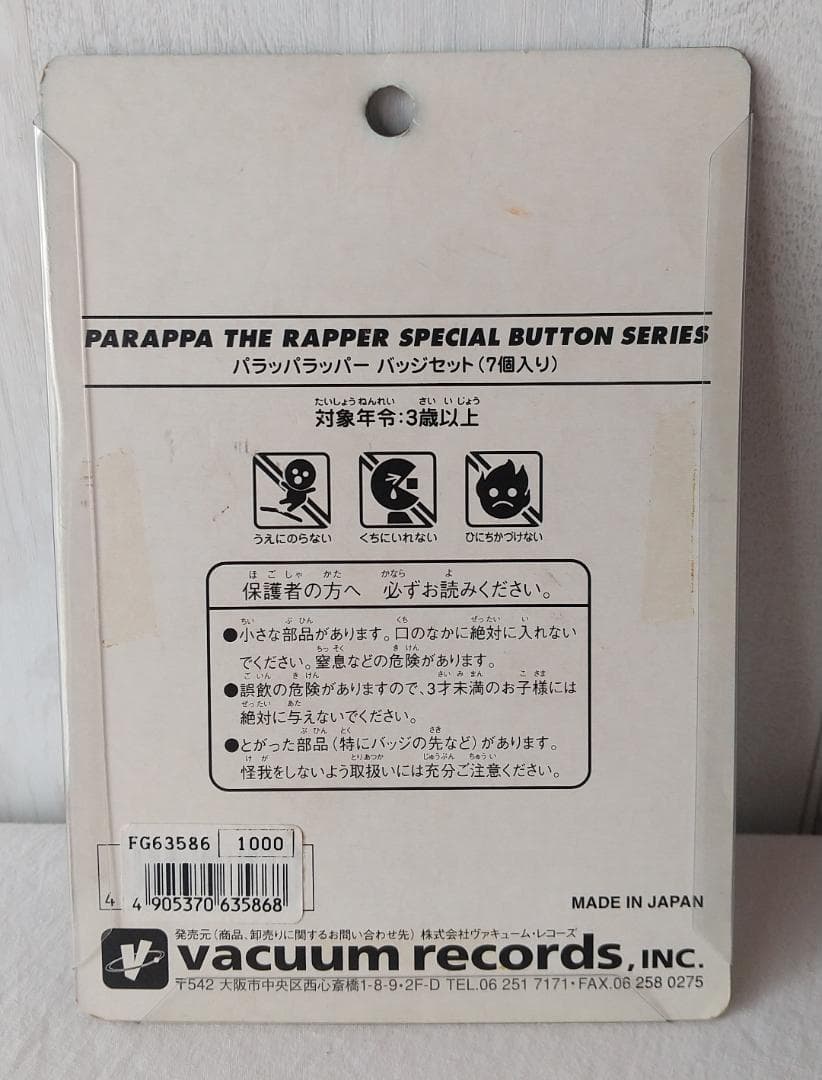 PARAPPA THE RAPPER SPECIAL BUTTON SERIES
パラッパラッパー バッジセット(7個入り)
たいしょうねんれい さい いじょう
対象年令:3歳以上
うえにのらない くちにいれない ひにちかづけない
ほごしゃ かた かなら よ
保護者の方へ 必ずお読みください。
ちい ぶひん くち ぜったい い
●小さな部品があります。口のなかに絶対に入れない
ちっそく きけん
でください。窒息などの危険があります。
ごいん きけん さいみまん こさま
●誤飲の危険がありますので、3才未満のお子様には
ぜったい あた
絶対に与えないでください。
ぶひん とく さき
●とがった部品(特にバッジの先など)があります。
けが とりあつか じゅうぶん ちゅうい
怪我をしないよう取扱いには充分ご注意ください。
FG63586 1000
4
4 905370 635868
MADE IN JAPAN
発売元(商品、卸売りに関するお問い合わせ先) 株式会社ヴァキューム・レコーズ
V vacuum records, INC.
〒542 大阪市中央区西心斎橋1-8-9・2F-D TEL.06 251 7171・FAX.06 258 0275